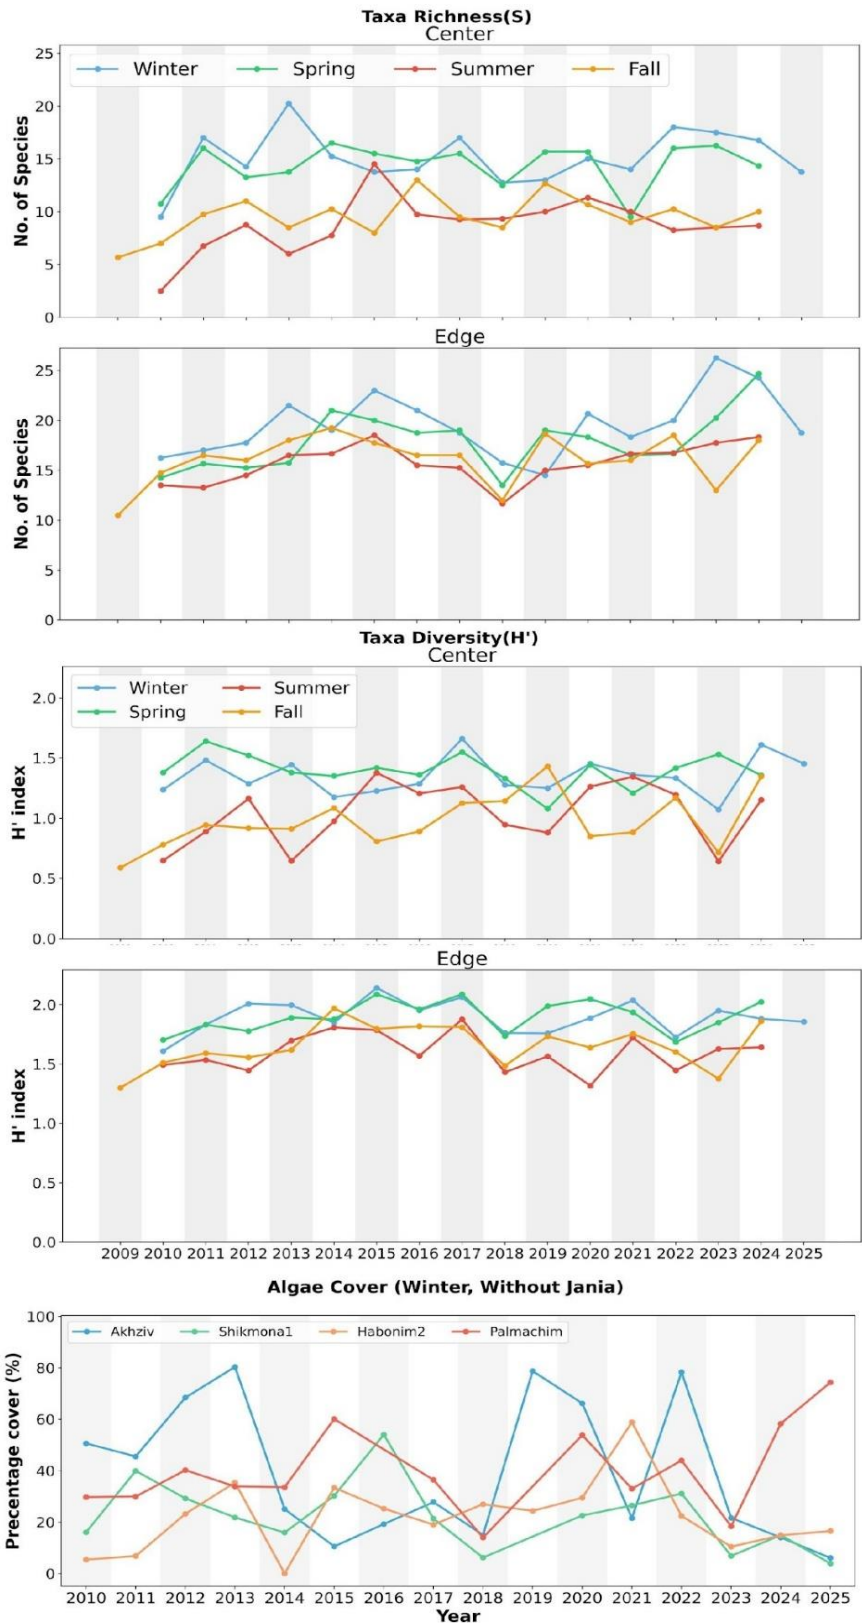 Taxa Richness(S)
Center
Winter Spring Summer Fall
No. of Species
25
20
15
10
5
0
Edge
No. of Species
25
20
15
10
5
0
Taxa Diversity(H')
Center
Winter Summer
Spring Fall
H' index
2.0
1.5
1.0
0.5
0.0
Edge
H' index
2.0
1.5
1.0
0.5
0.0
2009 2010 2011 2012 2013 2014 2015 2016 2017 2018 2019 2020 2021 2022 2023 2024 2025
Algae Cover (Winter, Without Jania)
Akhziv Shikmona1 Habonim2 Palmachim
Precentage cover (%)
100
80
60
40
20
0
2010 2011 2012 2013 2014 2015 2016 2017 2018 2019 2020 2021 2022 2023 2024 2025
Year